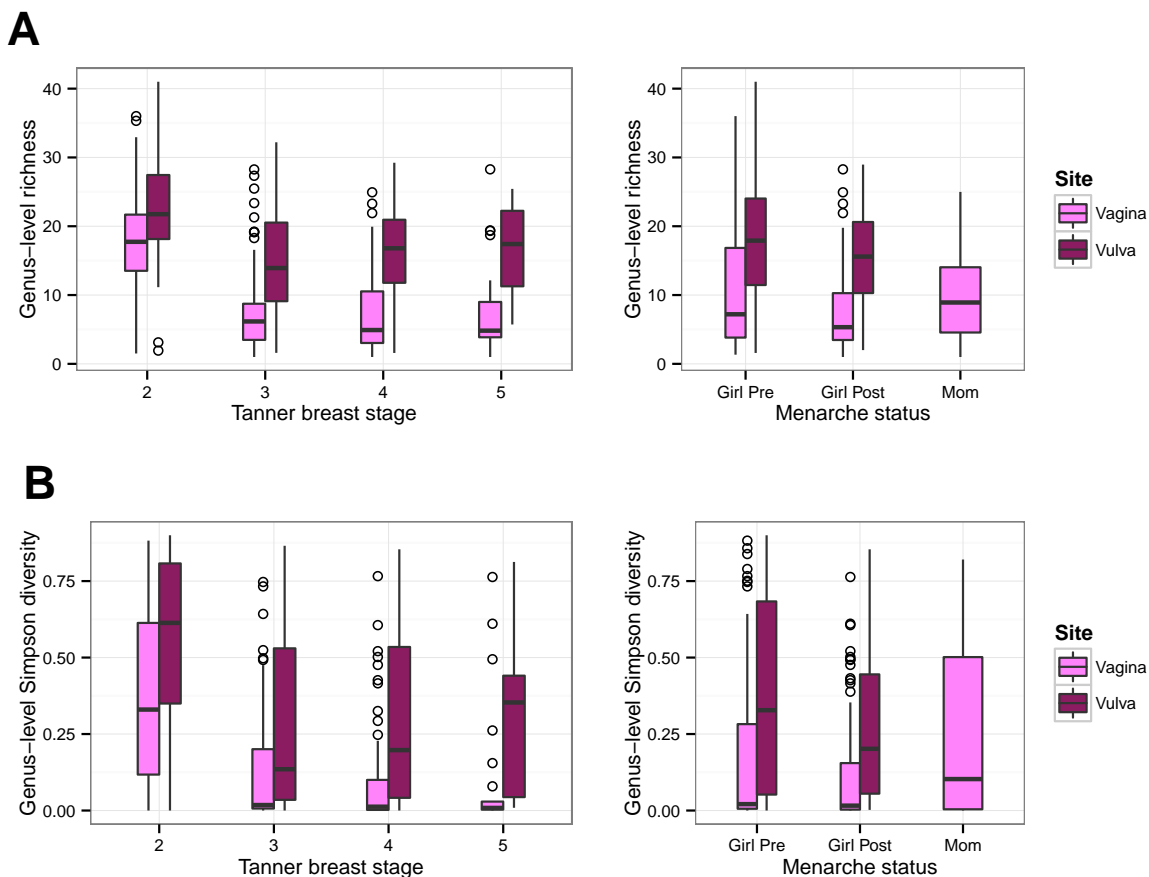 A
Genus−level richness
40
30
20
10
0
2 3 4 5
Tanner breast stage
Genus−level richness
40
30
20
10
0
Girl Pre Girl Post Mom
Menarche status
Site
Vagina
Vulva
B
Genus−level Simpson diversity
0.75
0.50
0.25
0.00
2 3 4 5
Tanner breast stage
Genus−level Simpson diversity
0.75
0.50
0.25
0.00
Girl Pre Girl Post Mom
Menarche status
Site
Vagina
Vulva